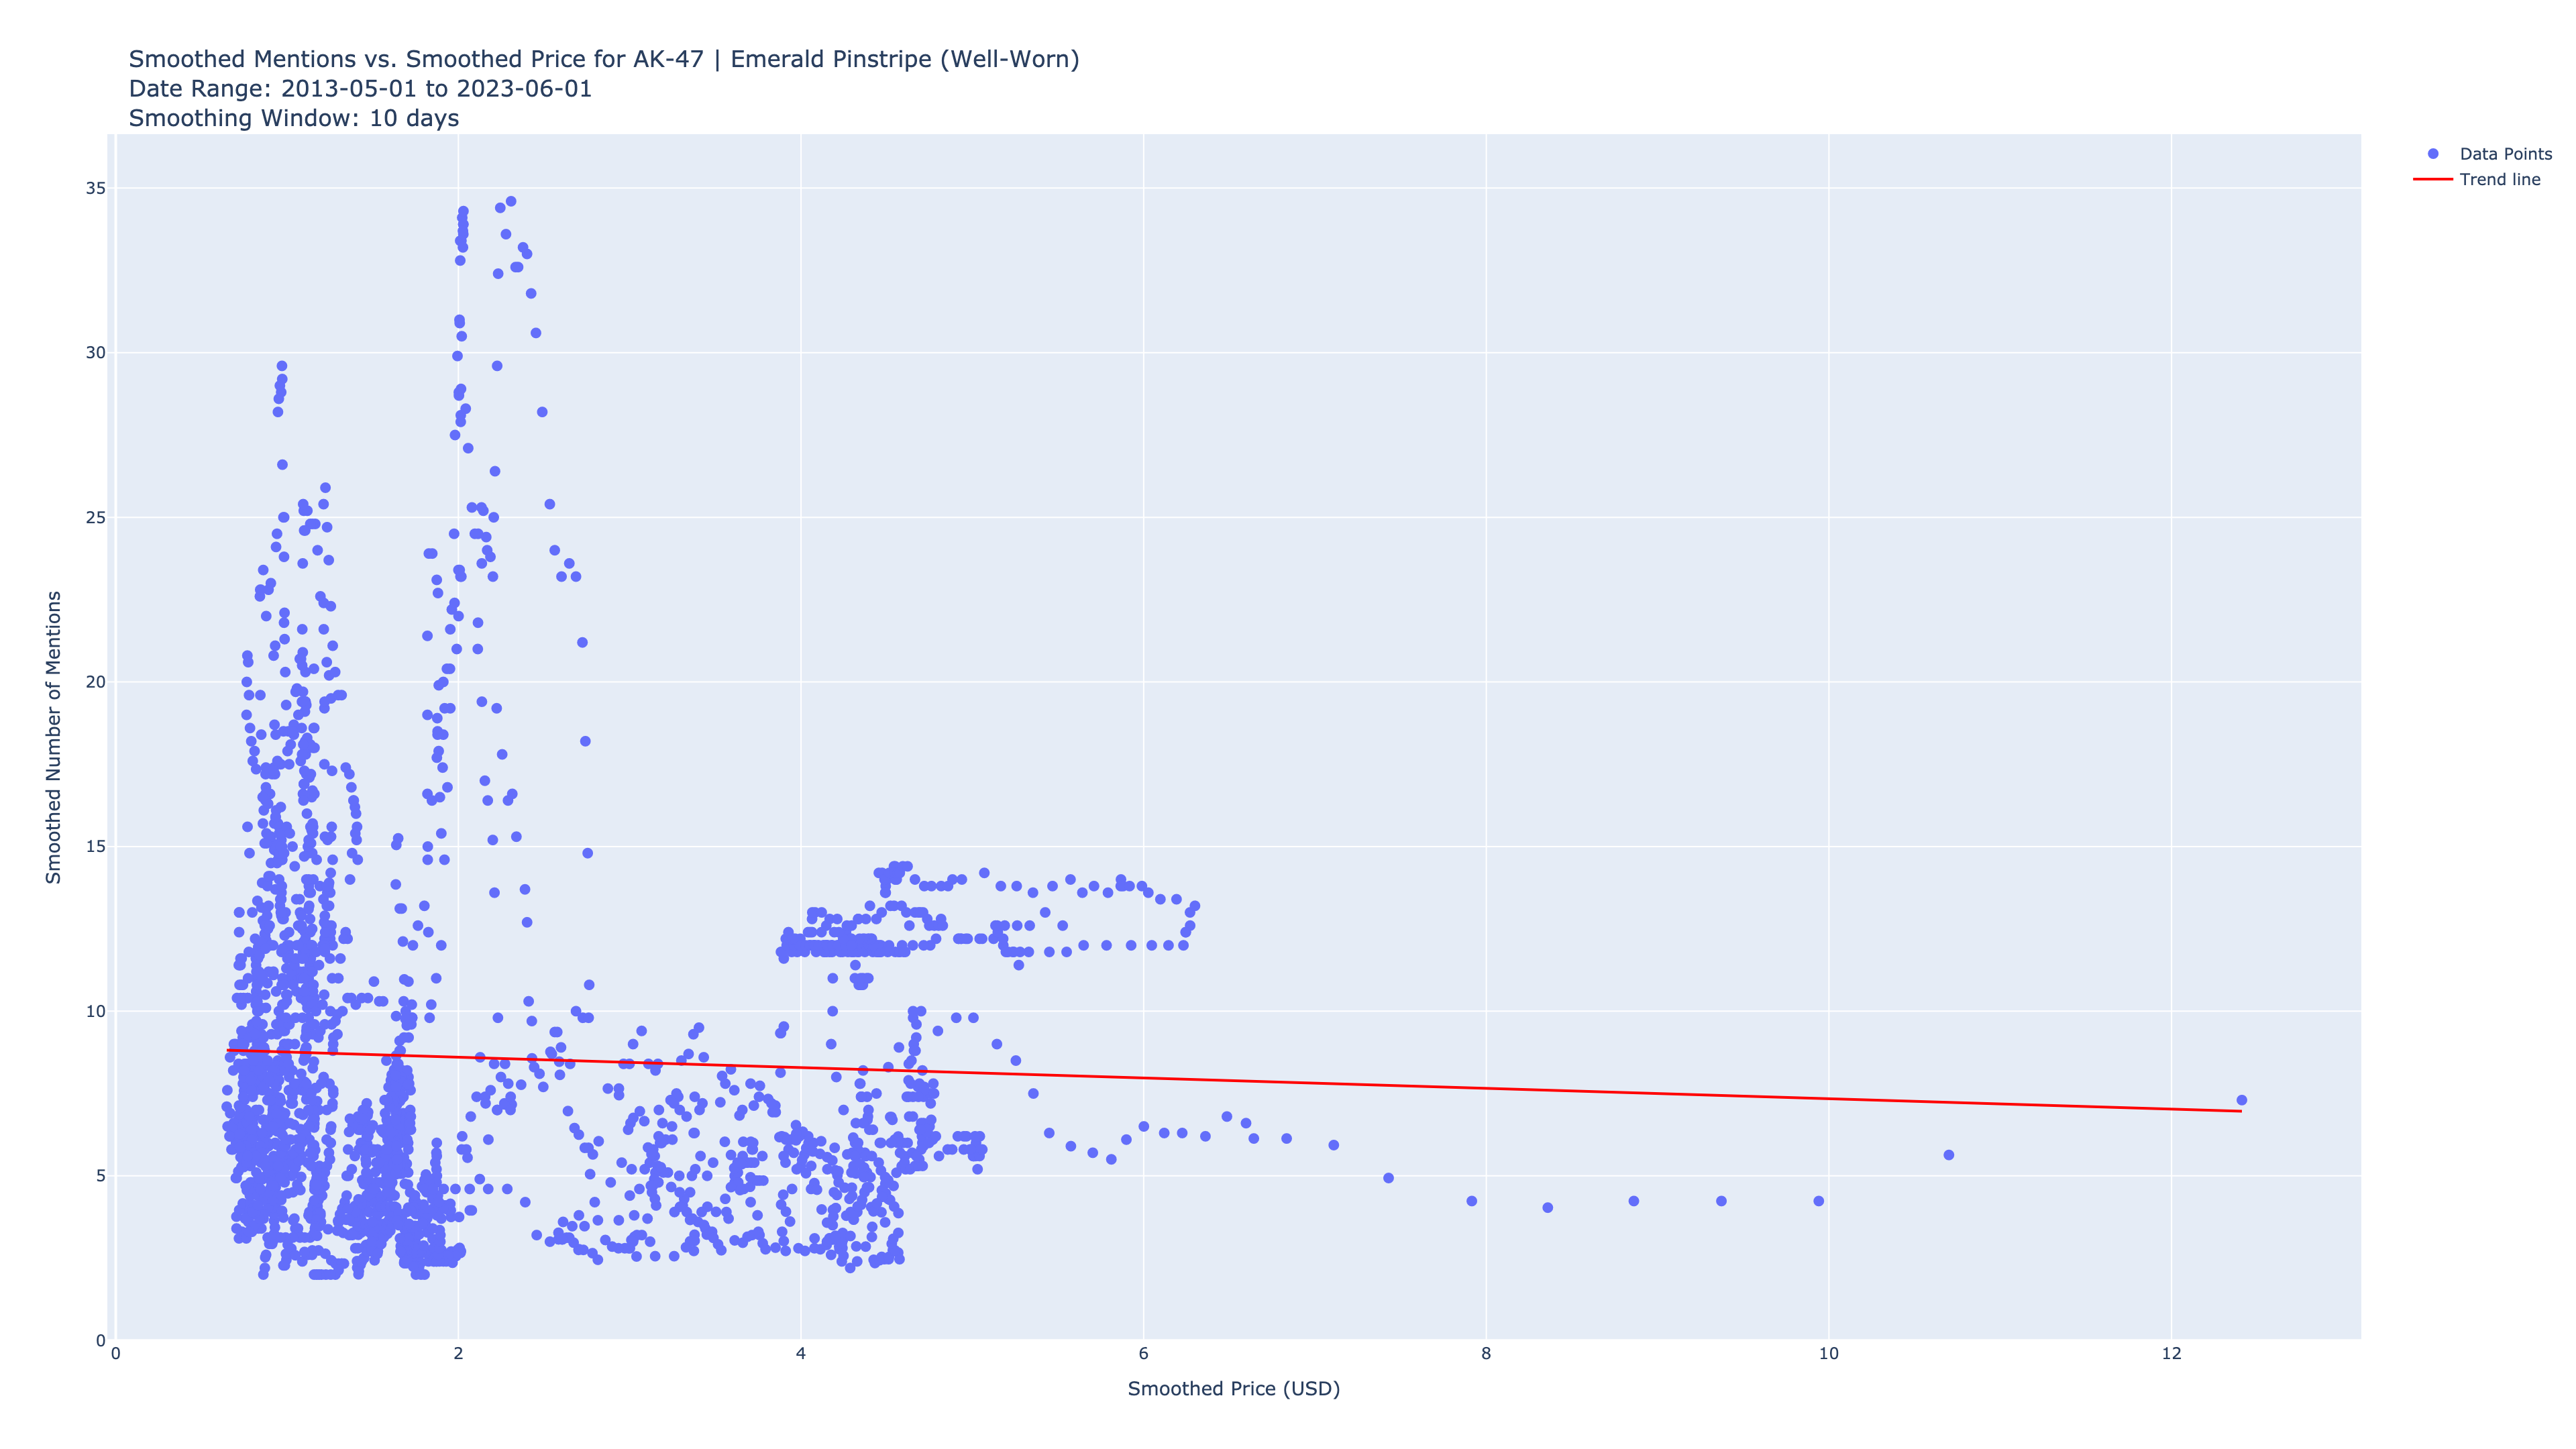 Smoothed Mentions vs. Smoothed Price for AK-47 | Emerald Pinstripe (Well-Worn)
Date Range: 2013-05-01 to 2023-06-01
Smoothing Window: 10 days
Data Points
Trend line
35
30
25
20
15
10
5
0
Smoothed Number of Mentions
0
2
4
6
8
10
12
Smoothed Price (USD)